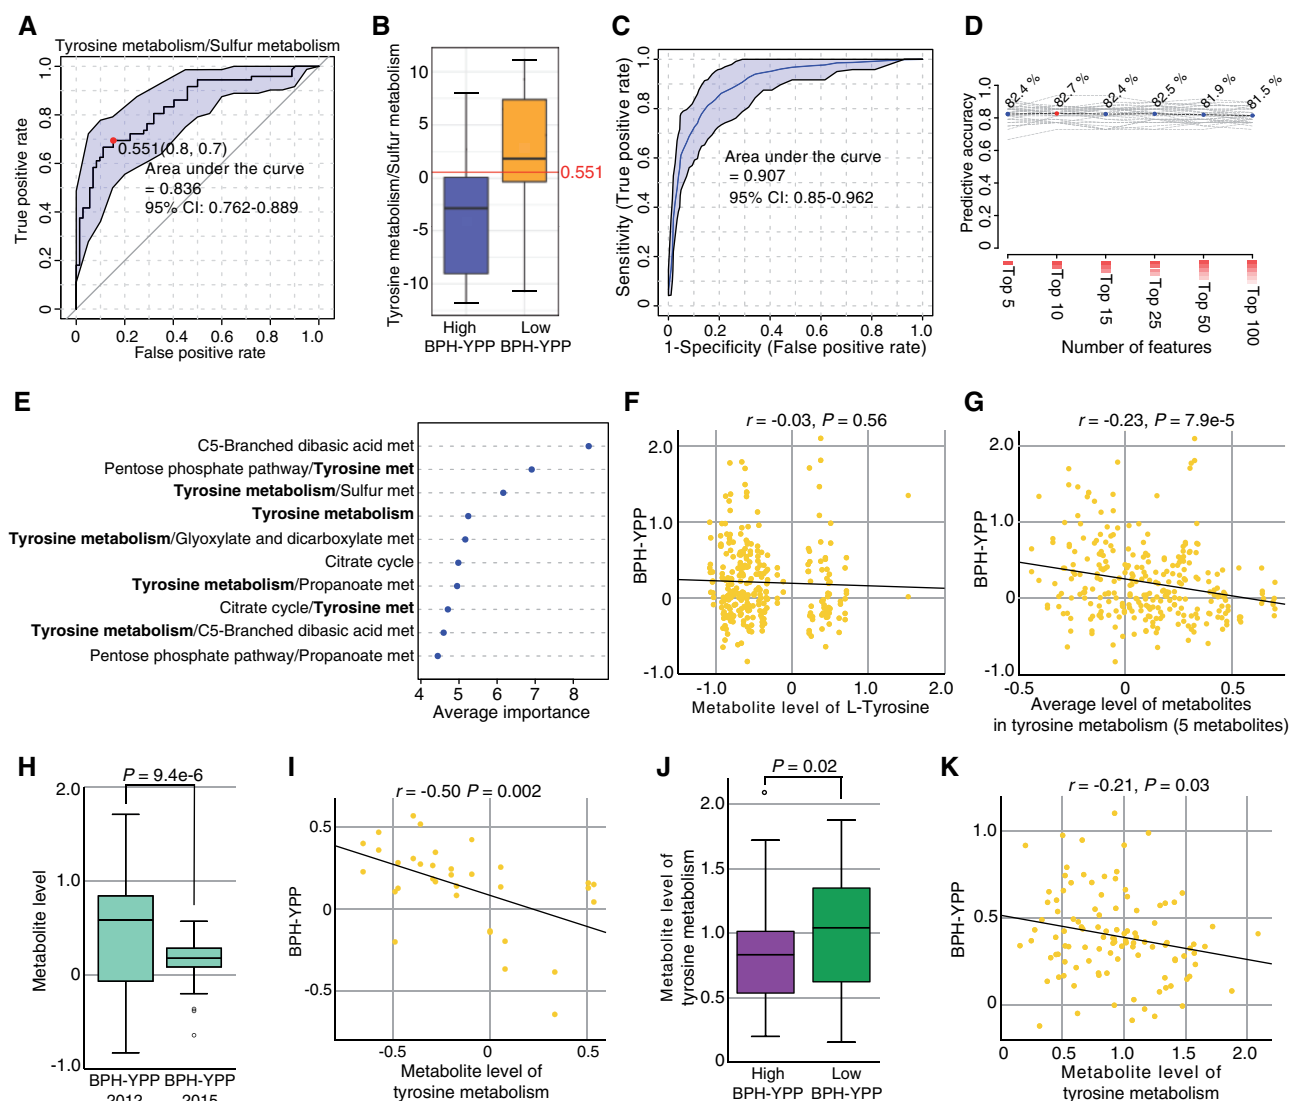 A
Tyrosine metabolism/Sulfur metabolism
True positive rate
1.0
0.8
0.6
0.4
0.2
0
0.551(0.8, 0.7)
Area under the curve
= 0.836
95% CI: 0.762-0.889
0 0.2 0.4 0.6 0.8 1.0
False positive rate
B
Tyrosine metabolism/Sulfur metabolism
10
5
0
-5
-10
0.551
High BPH-YPP
Low BPH-YPP
C
Sensitivity (True positive rate)
1.0
0.8
0.6
0.4
0.2
0
Area under the curve
= 0.907
95% CI: 0.85-0.962
0 0.2 0.4 0.6 0.8 1.0
1-Specificity (False positive rate)
D
Predictive accuracy
1.0
0.8
0.6
0.4
0.2
0
82.4 % 82.7 % 82.4 % 82.5 % 81.9 % 81.5 %
Top 5 Top 10 Top 15 Top 25 Top 50 Top 100
Number of features
E
C5-Branched dibasic acid met
Pentose phosphate pathway/Tyrosine met
Tyrosine metabolism/Sulfur met
Tyrosine metabolism
Tyrosine metabolism/Glyoxylate and dicarboxylate met
Citrate cycle
Tyrosine metabolism/Propanoate met
Citrate cycle/Tyrosine met
Tyrosine metabolism/C5-Branched dibasic acid met
Pentose phosphate pathway/Propanoate met
4 5 6 7 8
Average importance
F
r = -0.03, P = 0.56
BPH-YPP
2.0
1.0
0
-1.0
-1.0 0 1.0 2.0
Metabolite level of L-Tyrosine
G
r = -0.23, P = 7.9e-5
BPH-YPP
2.0
1.0
0
-1.0
-0.5 0 0.5
Average level of metabolites
in tyrosine metabolism (5 metabolites)
H
P = 9.4e-6
Metabolite level
2.0
1.0
0
-1.0
BPH-YPP BPH-YPP
2012 2015
I
r = -0.50 P = 0.002
BPH-YPP
0.5
0
-0.5
-0.5 0 0.5
Metabolite level of
tyrosine metabolism
J
P = 0.02
Metabolite level of
tyrosine metabolism
2.0
1.5
1.0
0.5
0
High BPH-YPP
Low BPH-YPP
K
r = -0.21, P = 0.03
BPH-YPP
1.0
0.5
0
0 0.5 1.0 1.5 2.0
Metabolite level of
tyrosine metabolism